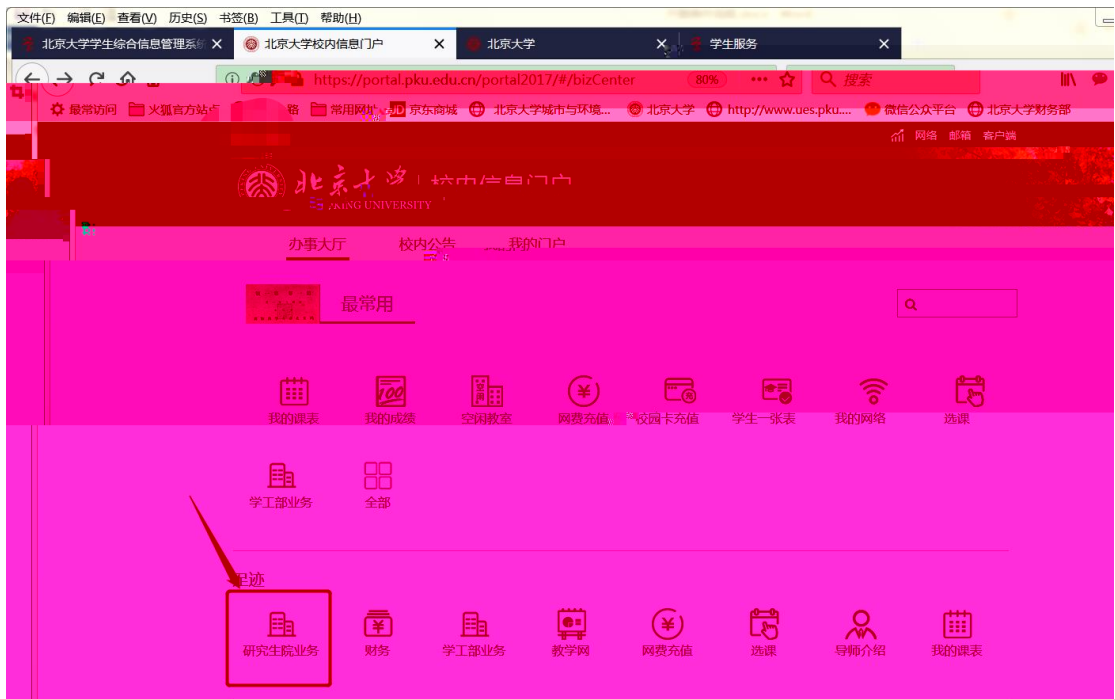 文件(F) 编辑(E) 查看(V) 历史(S) 书签(B) 工具(T) 帮助(H)
北京大学学生综合信息管理系统 北京大学校内信息门户 北京大学 学生服务
https://portal.pku.edu.cn/portal2017/#/bizCenter 80% 搜索
最常访问 火狐官方站点 常用网址 JD 京东商城 北京大学城市与环境... 北京大学 http://www.ues.pku.... 微信公众平台 北京大学财务部
网络 邮箱 客户端
北京大学 校内信息门户
PEKING UNIVERSITY
办事大厅 校内公告 我的门户
最常用
我的课表 我的成绩 空闲教室 网费充值 校园卡充值 学生一张表 我的网络 选课
学工部业务 全部
足迹
研究生院业务 财务 学工部业务 教学网 网费充值 选课 导师介绍 我的课表